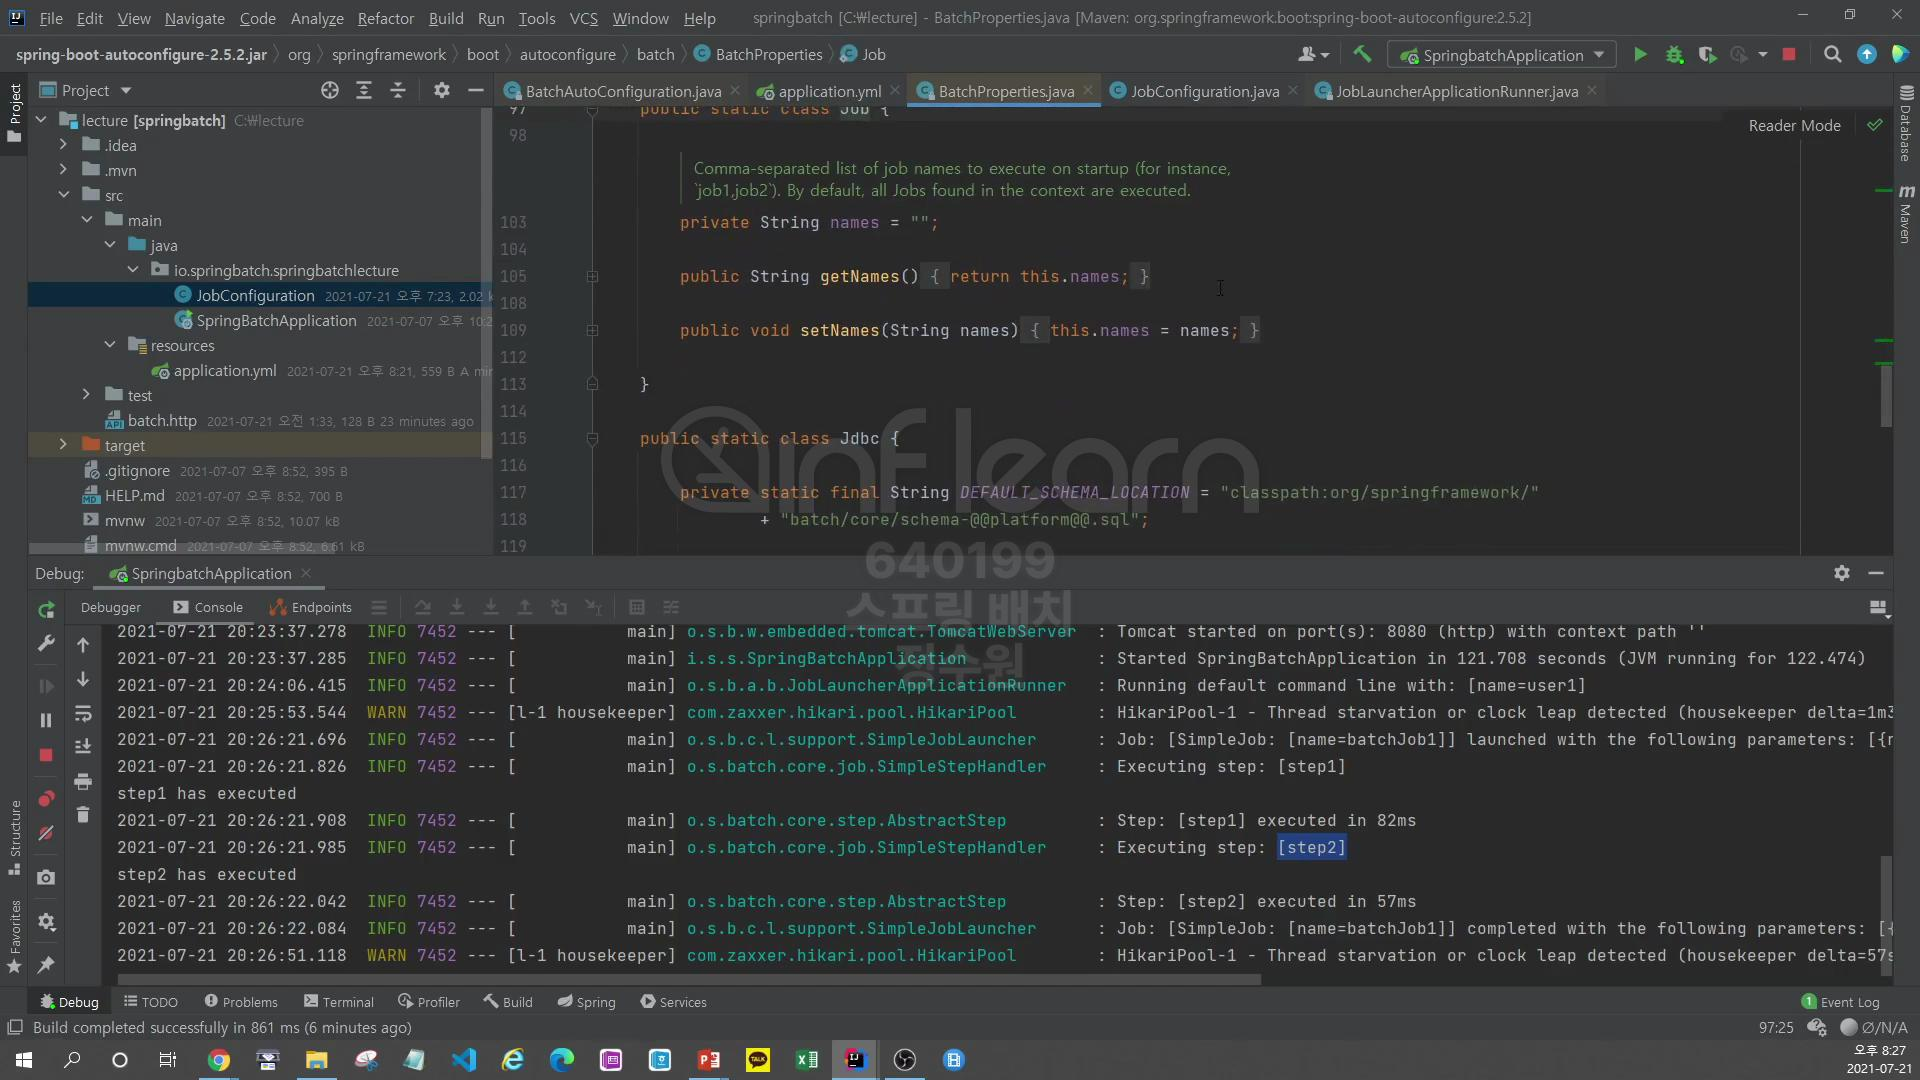 File Edit View Navigate Code Analyze Refactor Build Run Tools VCS Window Help springbatch [C:₩lecture] - BatchProperties.java [Maven: org.springframework.boot:spring-boot-autoconfigure:2.5.2]
spring-boot-autoconfigure-2.5.2.jar org springframework boot autoconfigure batch BatchProperties Job SpringbatchApplication
Project
BatchAutoConfiguration.java application.yml BatchProperties.java JobConfiguration.java JobLauncherApplicationRunner.java
Project
Database
Maven
Structure
Favorites
lecture [springbatch] C:₩lecture
.idea
.mvn
src
main
java
io.springbatch.springbatchlecture
JobConfiguration 2021-07-21 오후 7:23, 2.02 k
SpringBatchApplication 2021-07-07 오후 10:2
resources
application.yml 2021-07-21 오후 8:21, 559 B A min
test
batch.http 2021-07-21 오전 1:33, 128 B 23 minutes ago
target
.gitignore 2021-07-07 오후 8:52, 395 B
HELP.md 2021-07-07 오후 8:52, 700 B
mvnw 2021-07-07 오후 8:52, 10.07 kB
mvnw.cmd 2021-07-07 오후 8:52, 6.61 kB
Reader Mode
97 public static class Job {
98
Comma-separated list of job names to execute on startup (for instance,
`job1,job2`). By default, all Jobs found in the context are executed.
103 private String names = "";
104
105 public String getNames() { return this.names; }
108
109 public void setNames(String names) { this.names = names; }
112
113 }
114
115 public static class Jdbc {
116
117 private static final String DEFAULT_SCHEMA_LOCATION = "classpath:org/springframework/"
118 + "batch/core/schema-@@platform@@.sql";
119
inflearn
640199
스프링 배치
정수원
Debug: SpringbatchApplication
Debugger Console Endpoints
2021-07-21 20:23:37.278 INFO 7452 --- [ main] o.s.b.w.embedded.tomcat.TomcatWebServer : Tomcat started on port(s): 8080 (http) with context path ''
2021-07-21 20:23:37.285 INFO 7452 --- [ main] i.s.s.SpringBatchApplication : Started SpringBatchApplication in 121.708 seconds (JVM running for 122.474)
2021-07-21 20:24:06.415 INFO 7452 --- [ main] o.s.b.a.b.JobLauncherApplicationRunner : Running default command line with: [name=user1]
2021-07-21 20:25:53.544 WARN 7452 --- [l-1 housekeeper] com.zaxxer.hikari.pool.HikariPool : HikariPool-1 - Thread starvation or clock leap detected (housekeeper delta=1m3
2021-07-21 20:26:21.696 INFO 7452 --- [ main] o.s.b.c.l.support.SimpleJobLauncher : Job: [SimpleJob: [name=batchJob1]] launched with the following parameters: [{n
2021-07-21 20:26:21.826 INFO 7452 --- [ main] o.s.batch.core.job.SimpleStepHandler : Executing step: [step1]
step1 has executed
2021-07-21 20:26:21.908 INFO 7452 --- [ main] o.s.batch.core.step.AbstractStep : Step: [step1] executed in 82ms
2021-07-21 20:26:21.985 INFO 7452 --- [ main] o.s.batch.core.job.SimpleStepHandler : Executing step: [step2]
step2 has executed
2021-07-21 20:26:22.042 INFO 7452 --- [ main] o.s.batch.core.step.AbstractStep : Step: [step2] executed in 57ms
2021-07-21 20:26:22.084 INFO 7452 --- [ main] o.s.b.c.l.support.SimpleJobLauncher : Job: [SimpleJob: [name=batchJob1]] completed with the following parameters: [{
2021-07-21 20:26:51.118 WARN 7452 --- [l-1 housekeeper] com.zaxxer.hikari.pool.HikariPool : HikariPool-1 - Thread starvation or clock leap detected (housekeeper delta=57s
Debug TODO Problems Terminal Profiler Build Spring Services 1 Event Log
Build completed successfully in 861 ms (6 minutes ago) 97:25 Ø/N/A
오후 8:27
2021-07-21